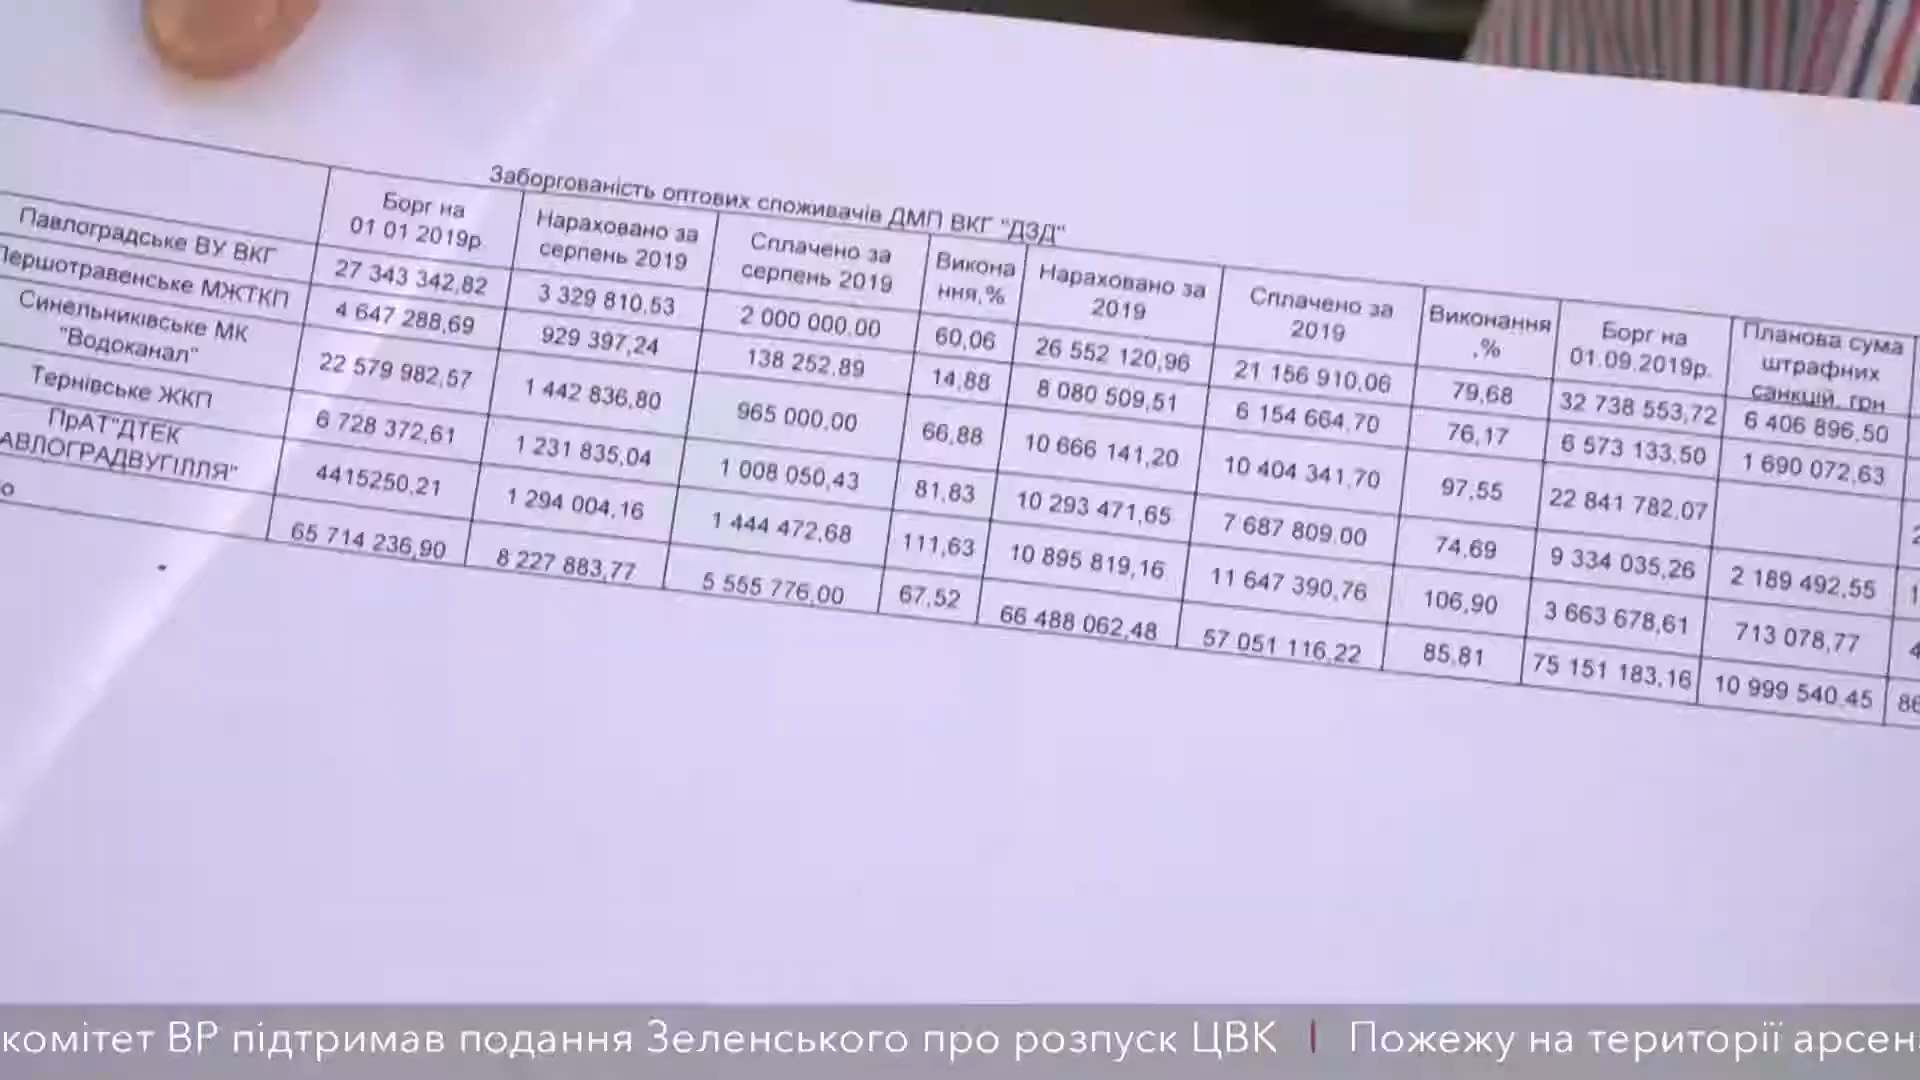 Заборгованість оптових споживачів ДМП ВКГ "ДЗД"
Борг на 01 01 2019р. Нараховано за серпень 2019 Сплачено за серпень 2019 Викона ння,% Нараховано за 2019 Сплачено за 2019 Виконання ,% Борг на 01.09.2019р. Планова сума штрафних санкцій, грн
Павлоградське ВУ ВКГ 27 343 342,82 3 329 810,53 2 000 000,00 60,06 26 552 120,96 21 156 910,06 79,68 32 738 553,72 6 406 896,50
Першотравенське МЖТКП 4 647 288,69 929 397,24 138 252,89 14,88 8 080 509,51 6 154 664,70 76,17 6 573 133,50 1 690 072,63
Синельниківське МК "Водоканал" 22 579 982,57 1 442 836,80 965 000,00 66,88 10 666 141,20 10 404 341,70 97,55 22 841 782,07
Тернівське ЖКП 6 728 372,61 1 231 835,04 1 008 050,43 81,83 10 293 471,65 7 687 809,00 74,69 9 334 035,26 2 189 492,55
ПрАТ"ДТЕК АВЛОГРАДВУГІЛЛЯ" 4415250,21 1 294 004,16 1 444 472,68 111,63 10 895 819,16 11 647 390,76 106,90 3 663 678,61 713 078,77
о 65 714 236,90 8 227 883,77 5 555 776,00 67,52 66 488 062,48 57 051 116,22 85,81 75 151 183,16 10 999 540,45 86
комітет ВР підтримав подання Зеленського про розпуск ЦВК | Пожежу на території арсен